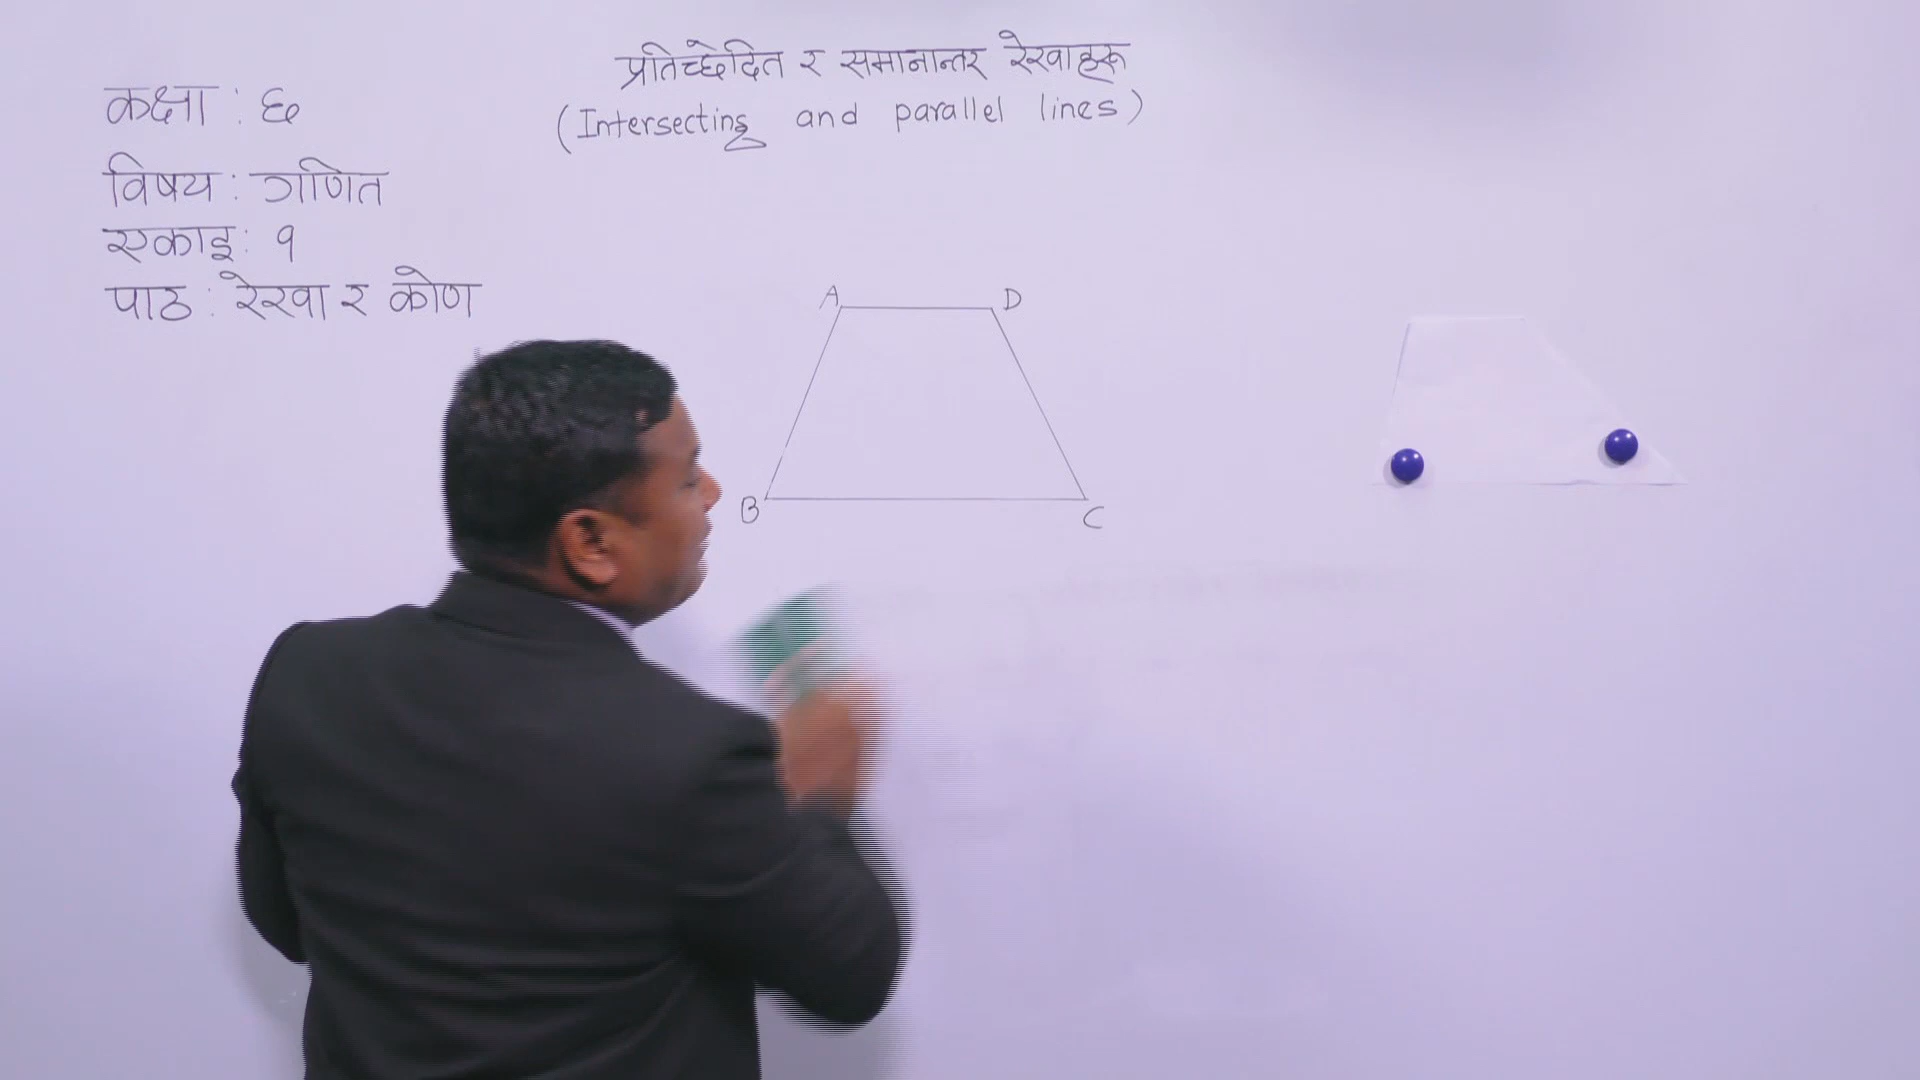 प्रतिच्छेदित र समानान्तर रेखाहरू
(Intersecting and parallel lines)
कक्षा : ६
विषय : गणित
एकाइ : १
पाठ : रेखा र कोण
A D
B C